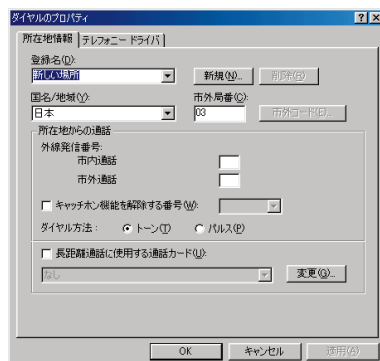 ダイヤルのプロパティ
所在地情報 テレフォニー ドライバ
登録名(D):
新しい場所 新規(N)... 削除(R)
国名/地域(Y): 市外局番(C):
日本 03 市外コード(E)...
所在地からの通話
外線発信番号:
市内通話
市外通話
キャッチホン機能を解除する番号(W):
ダイヤル方法: トーン(T) パルス(P)
長距離通話に使用する通話カード(U):
なし 変更(G)...
OK キャンセル 適用(A)